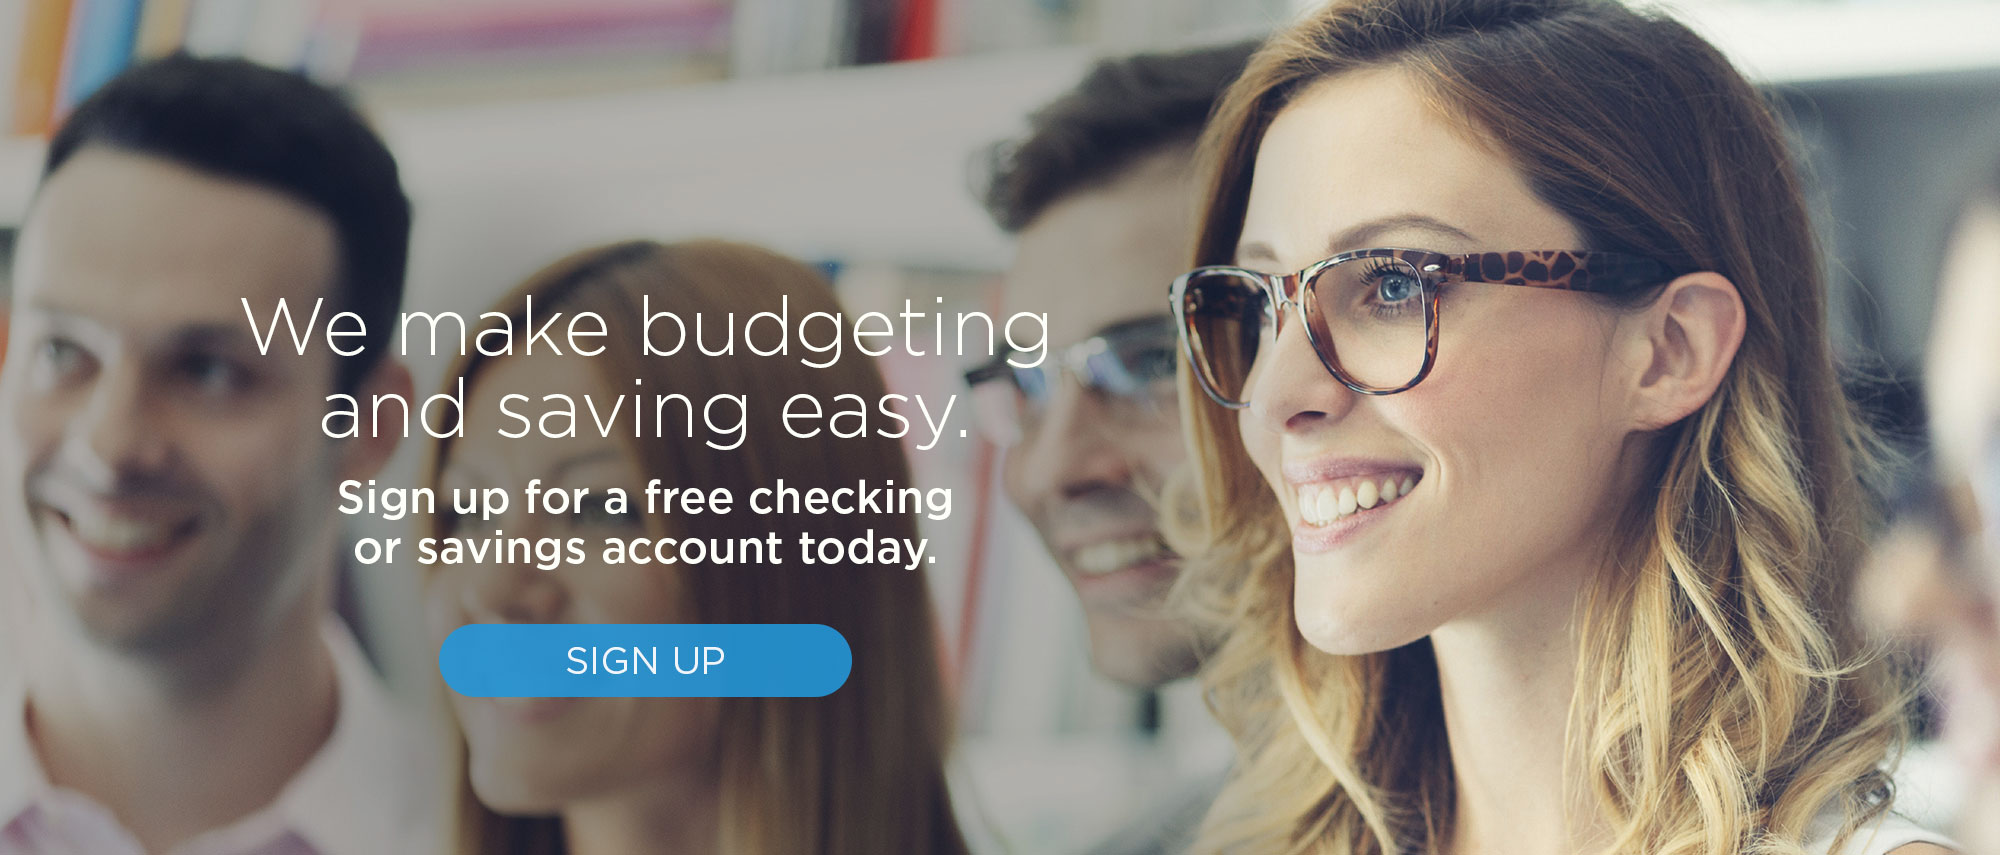 We make budgeting
and saving easy.
Sign up for a free checking
or savings account today.
SIGN UP